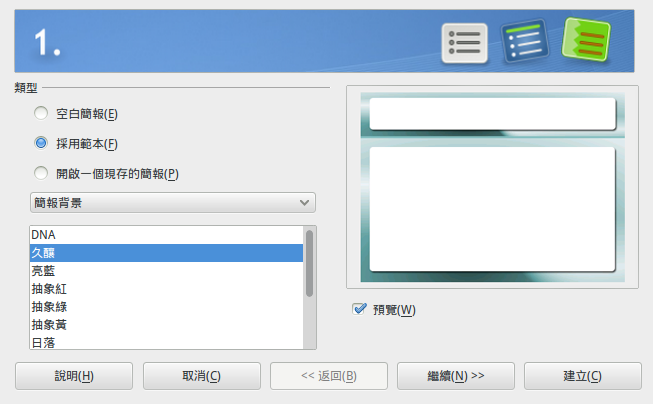 1.
類型
空白簡報(E)
採用範本(F)
開啟一個現存的簡報(P)
簡報背景
DNA
久釀
亮藍
抽象紅
抽象綠
抽象黃
日落
預覽(W)
說明(H)
取消(C)
<< 返回(B)
繼續(N) >>
建立(C)